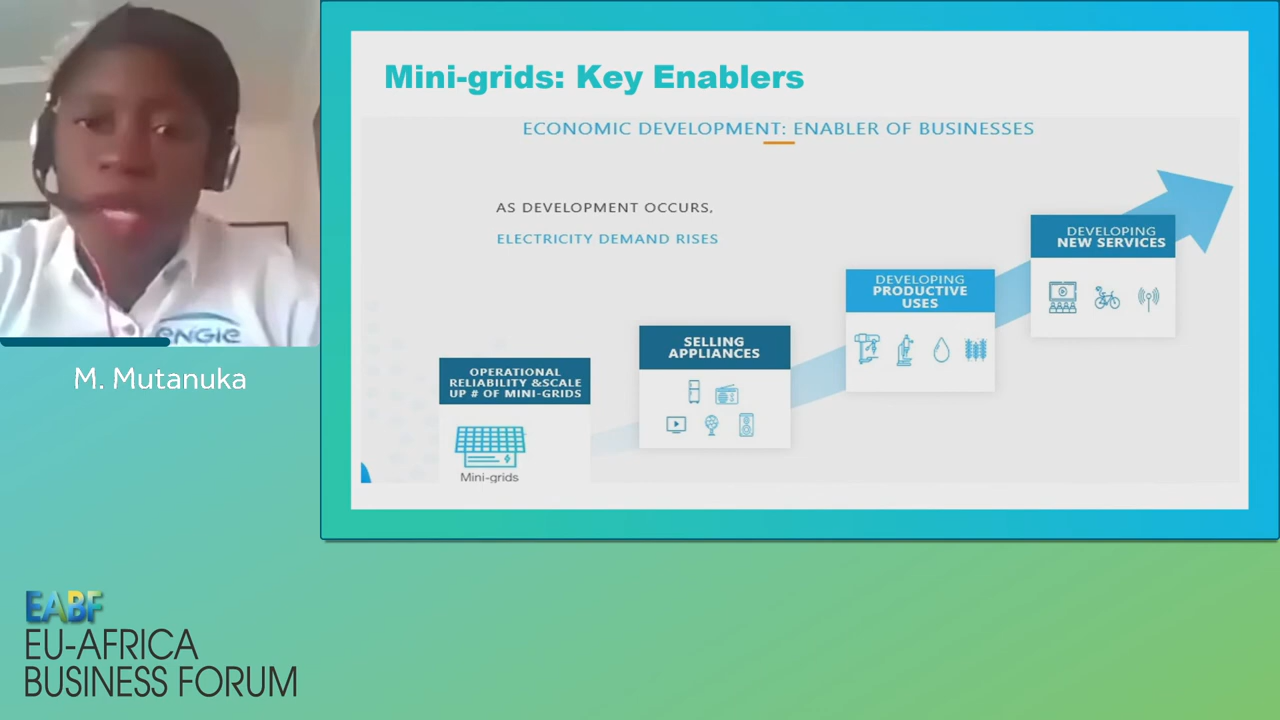 Mini-grids: Key Enablers
ECONOMIC DEVELOPMENT: ENABLER OF BUSINESSES
AS DEVELOPMENT OCCURS,
ELECTRICITY DEMAND RISES
OPERATIONAL
RELIABILITY &SCALE
UP # OF MINI-GRIDS
Mini-grids
SELLING
APPLIANCES
DEVELOPING
PRODUCTIVE
USES
DEVELOPING
NEW SERVICES
ENGIE
M. Mutanuka
EABF
EU-AFRICA
BUSINESS FORUM